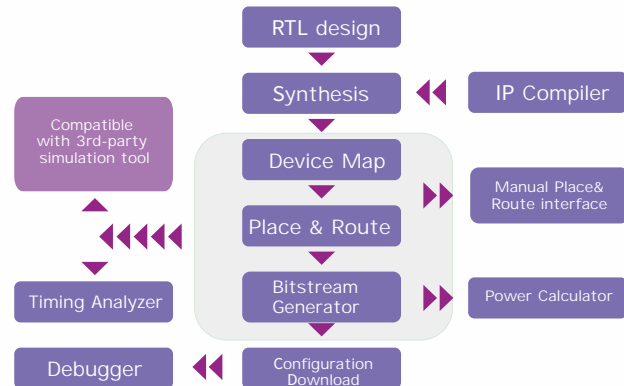 RTL design
Synthesis
IP Compiler
Compatible
with 3rd-party
simulation tool
Device Map
Manual Place&
Route interface
Place & Route
Bitstream
Generator
Timing Analyzer
Power Calculator
Debugger
Configuration
Download